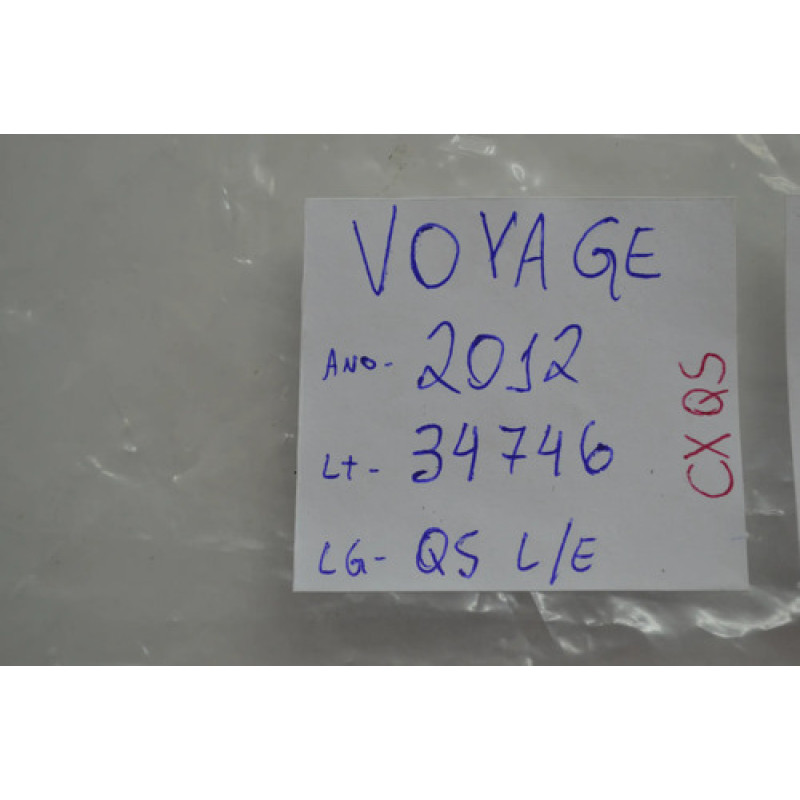 VOYAGE
ANO- 2012
Lt- 34746
LG- QS L/E
CX QS